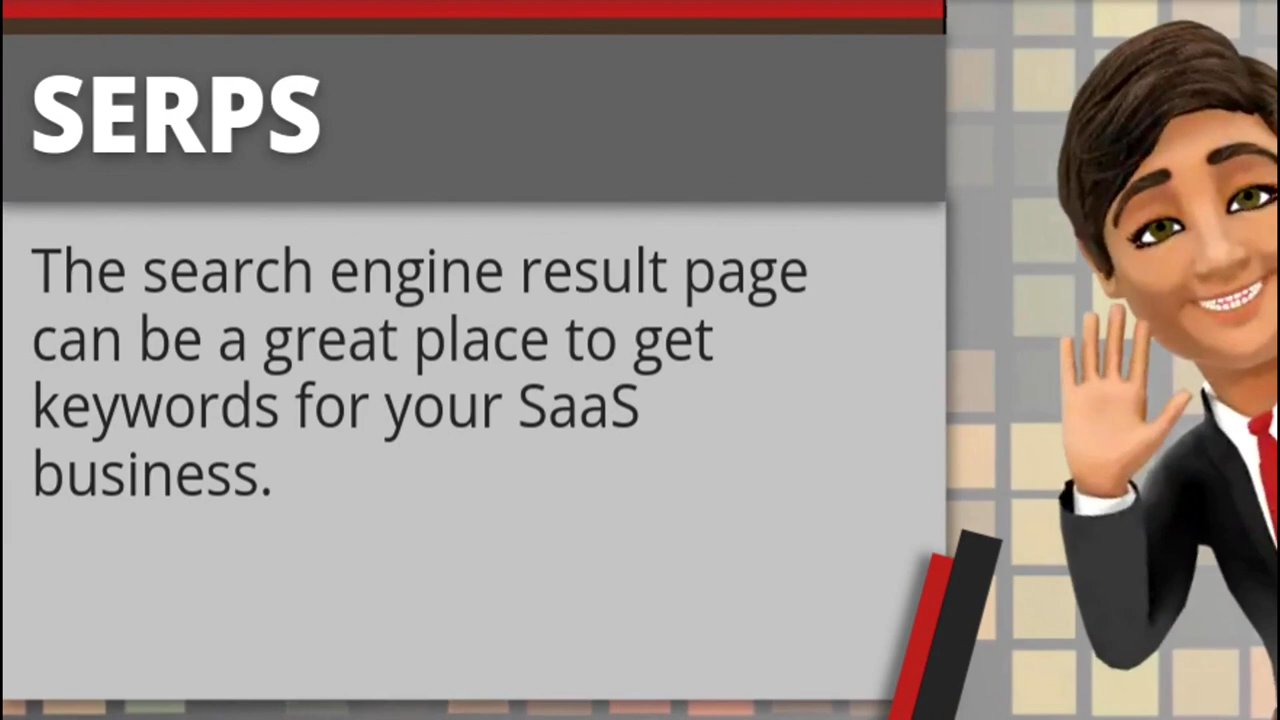 SERPS
The search engine result page
can be a great place to get
keywords for your SaaS
business.